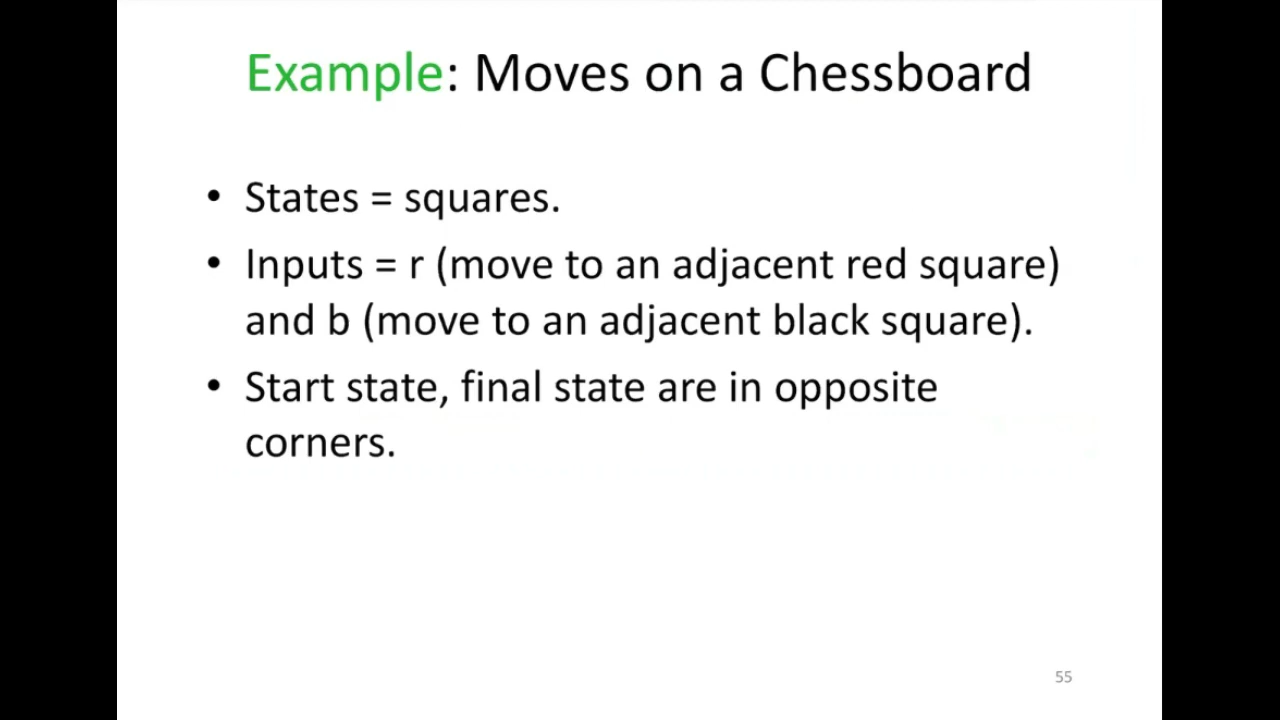 Example: Moves on a Chessboard
• States = squares.
• Inputs = r (move to an adjacent red square)
and b (move to an adjacent black square).
• Start state, final state are in opposite
corners.
55